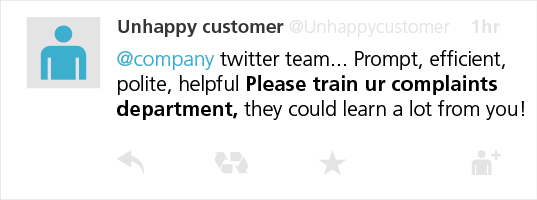 Unhappy customer @Unhappycustomer 1hr
@company twitter team... Prompt, efficient,
polite, helpful Please train ur complaints
department, they could learn a lot from you!